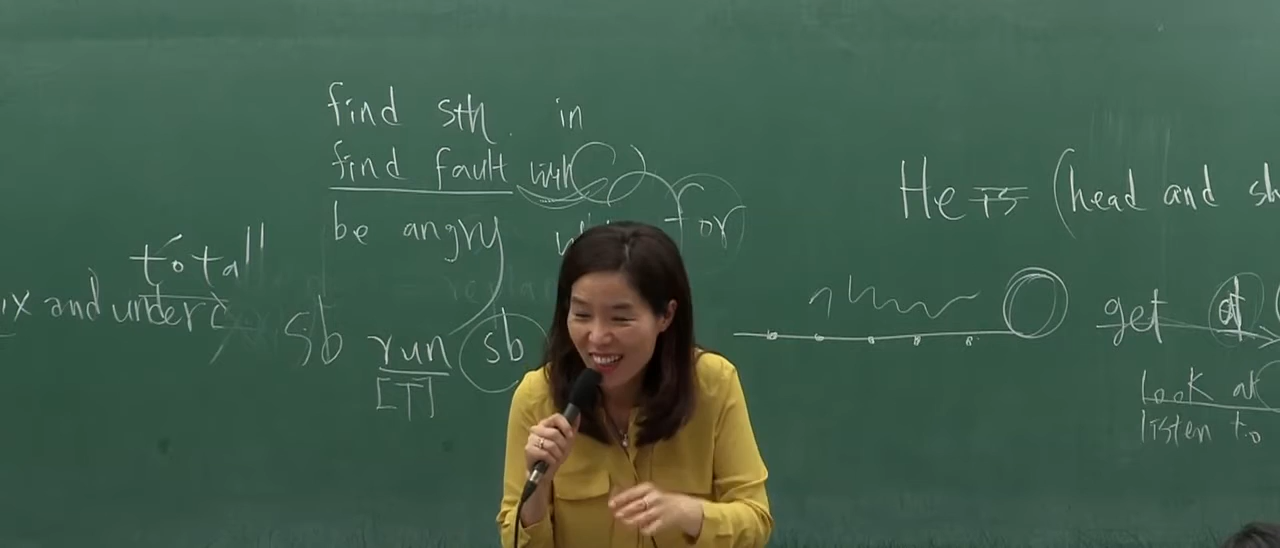 find sth. in
find fault with
be angry for
total
and under
sb run sb
[T]
He is (head and sh
get at
look at
listen to